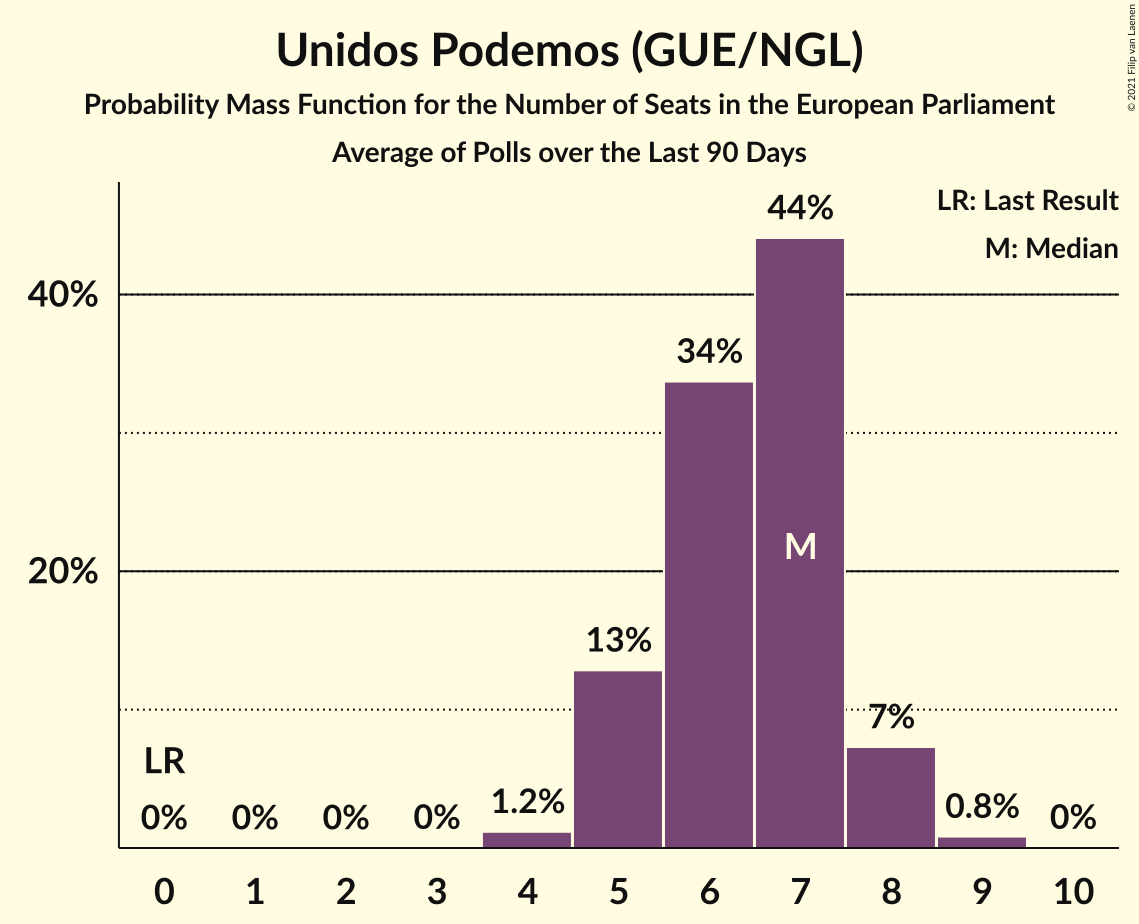 Unidos Podemos (GUE/NGL)
Probability Mass Function for the Number of Seats in the European Parliament
Average of Polls over the Last 90 Days
© 2021 Filip van Laenen
LR: Last Result
M: Median
44%
40%
34%
M
20%
13%
7%
LR
1.2%
0.8%
0% 0% 0% 0% 0%
0 1 2 3 4 5 6 7 8 9 10